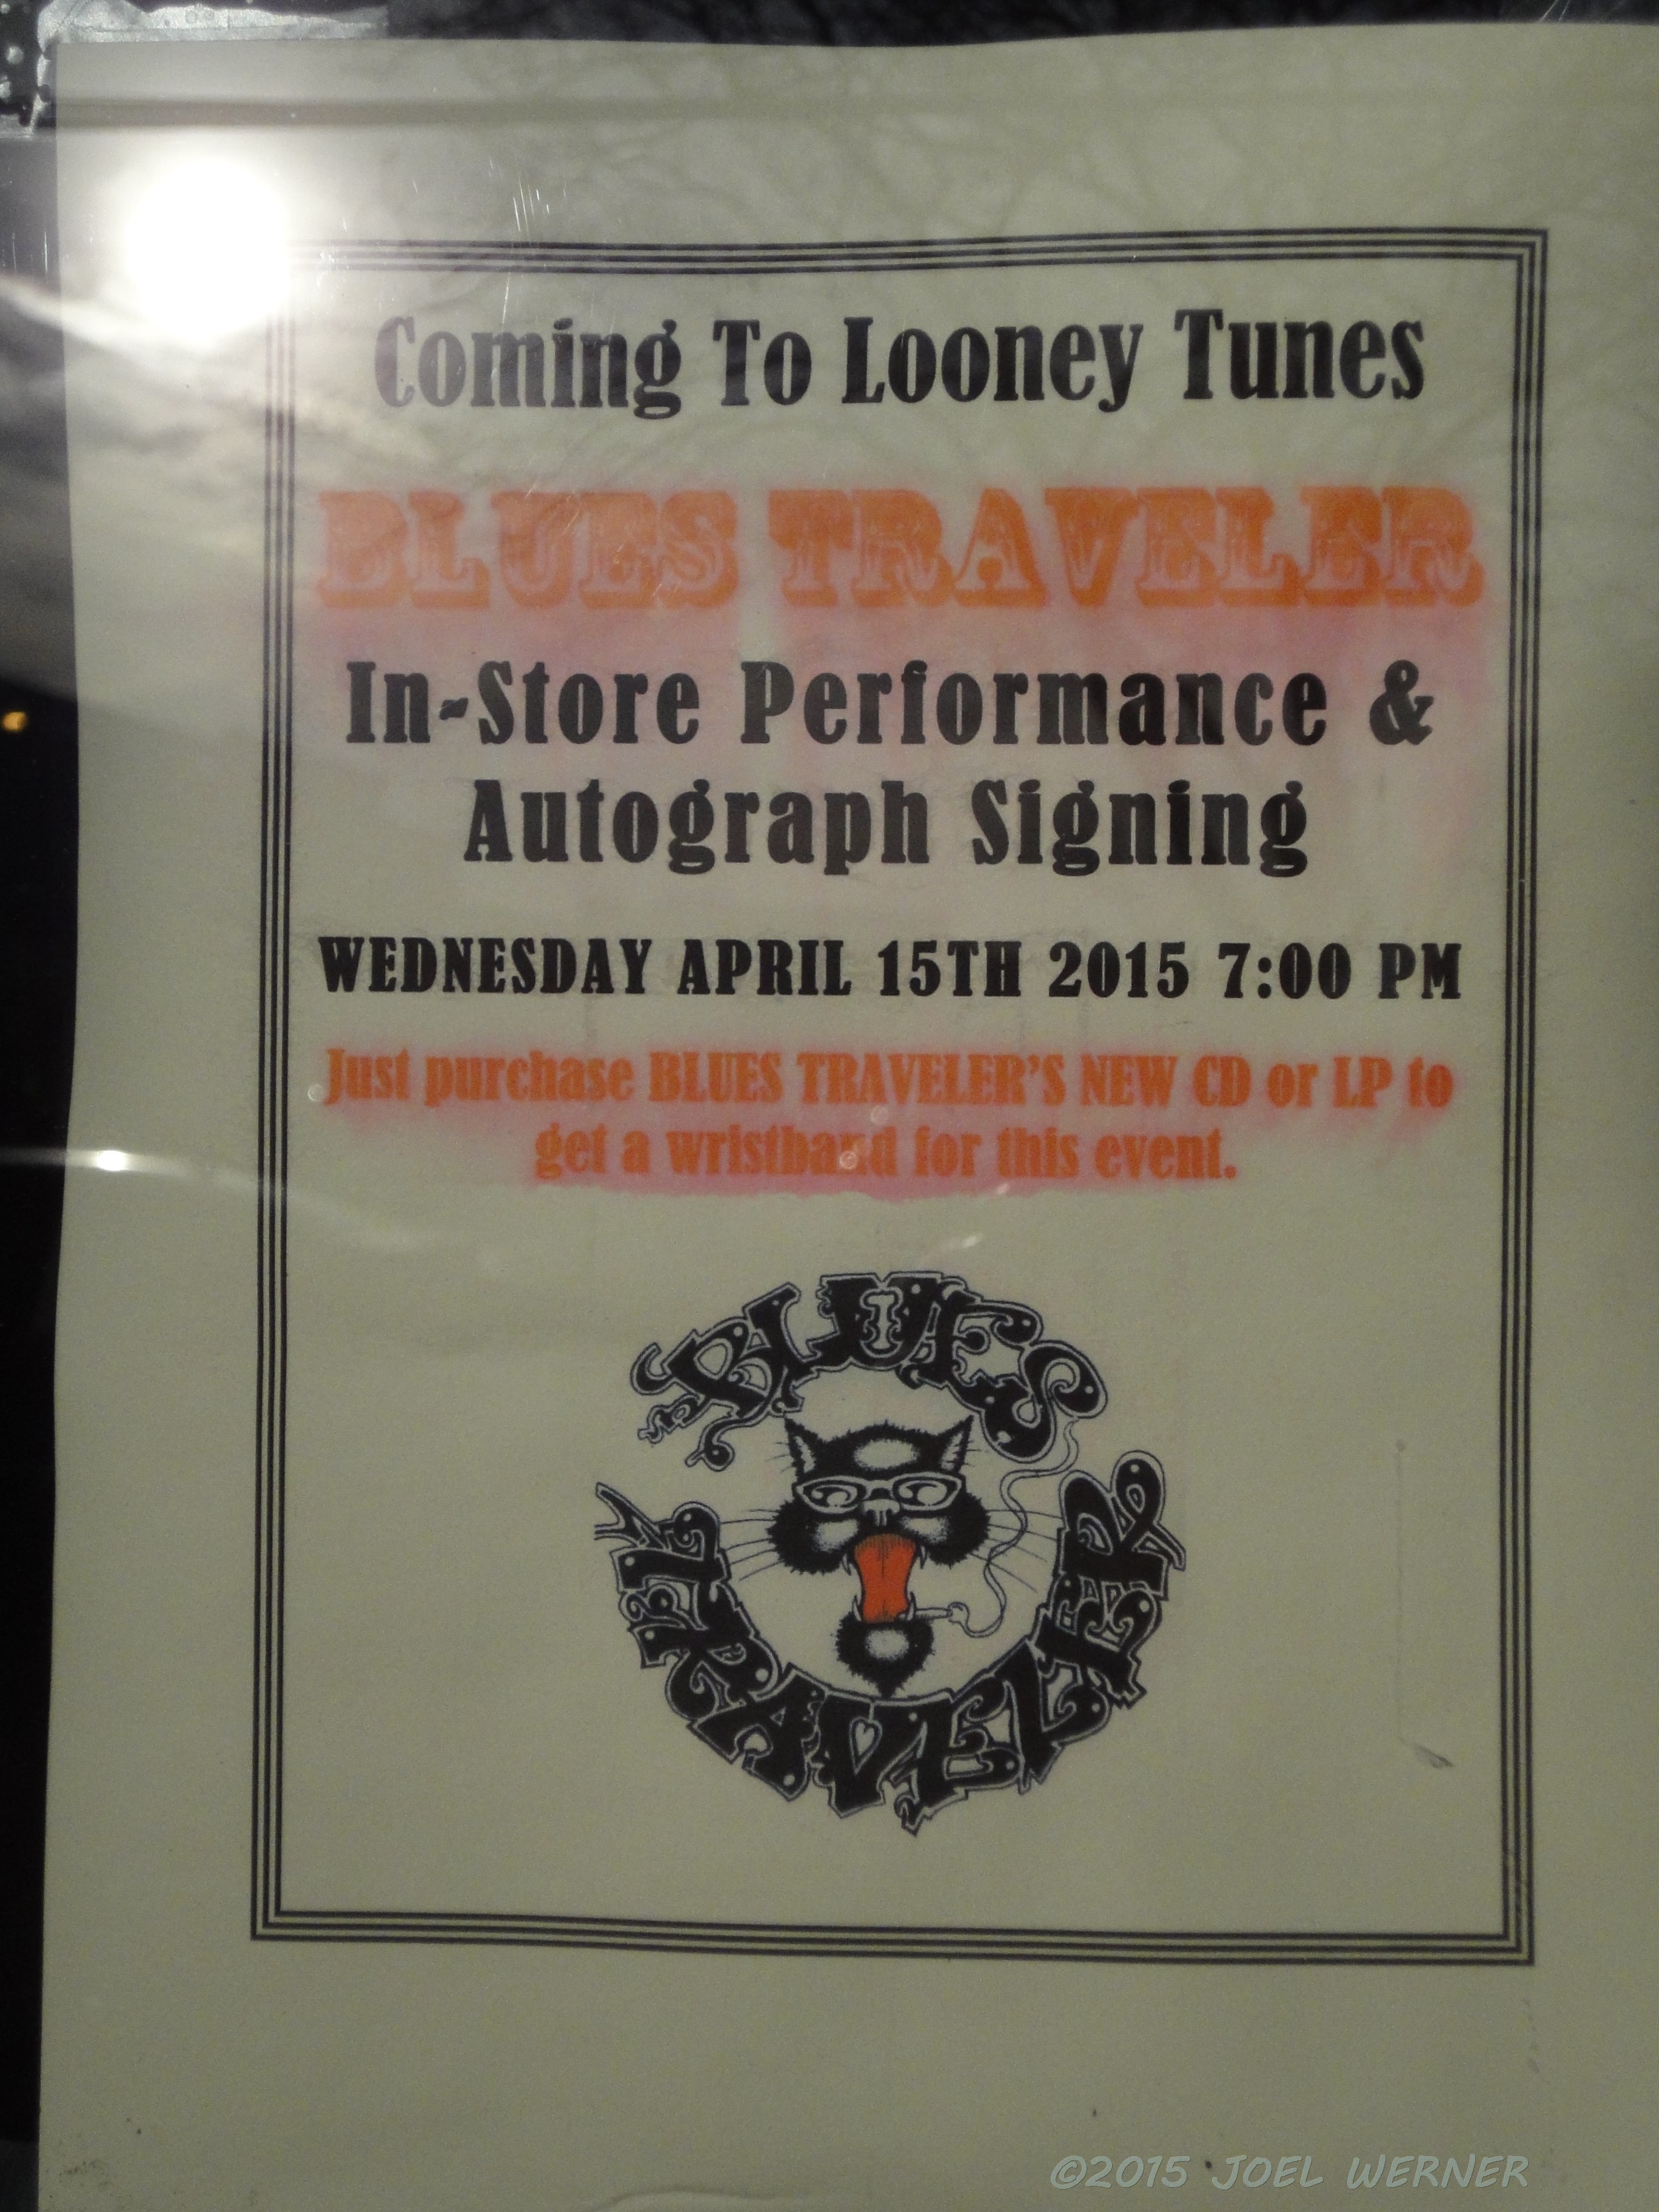 Coming To Looney Tunes
BLUES TRAVELER
In-Store Performance &
Autograph Signing
WEDNESDAY APRIL 15TH 2015 7:00 PM
Just purchase BLUES TRAVELER'S NEW CD or LP to
get a wristband for this event.
BLUES
TRAVELER
©2015 JOEL WERNER